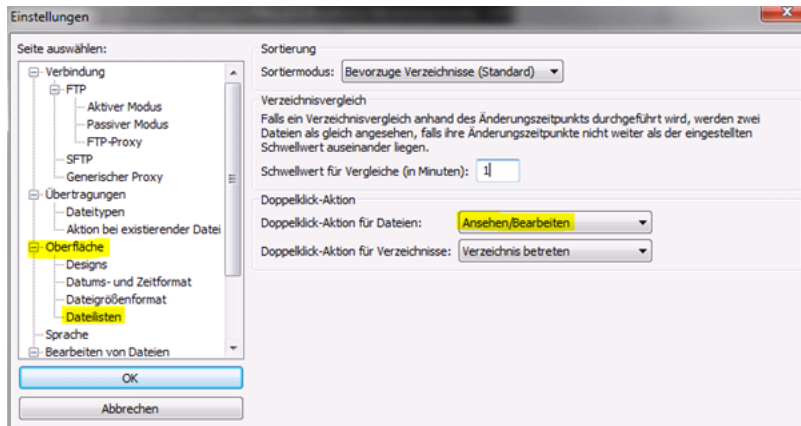 Einstellungen
Seite auswählen:
Verbindung
FTP
Aktiver Modus
Passiver Modus
FTP-Proxy
SFTP
Generischer Proxy
Übertragungen
Dateitypen
Aktion bei existierender Datei
Oberfläche
Designs
Datums- und Zeitformat
Dateigrößenformat
Dateilisten
Sprache
Bearbeiten von Dateien
OK
Abbrechen
Sortierung
Sortiermodus: Bevorzuge Verzeichnisse (Standard)
Verzeichnisvergleich
Falls ein Verzeichnisvergleich anhand des Änderungszeitpunkts durchgeführt wird, werden zwei
Dateien als gleich angesehen, falls ihre Änderungszeitpunkte nicht weiter als der eingestellten
Schwellwert auseinander liegen.
Schwellwert für Vergleiche (in Minuten): 1
Doppelklick-Aktion
Doppelklick-Aktion für Dateien: Ansehen/Bearbeiten
Doppelklick-Aktion für Verzeichnisse: Verzeichnis betreten